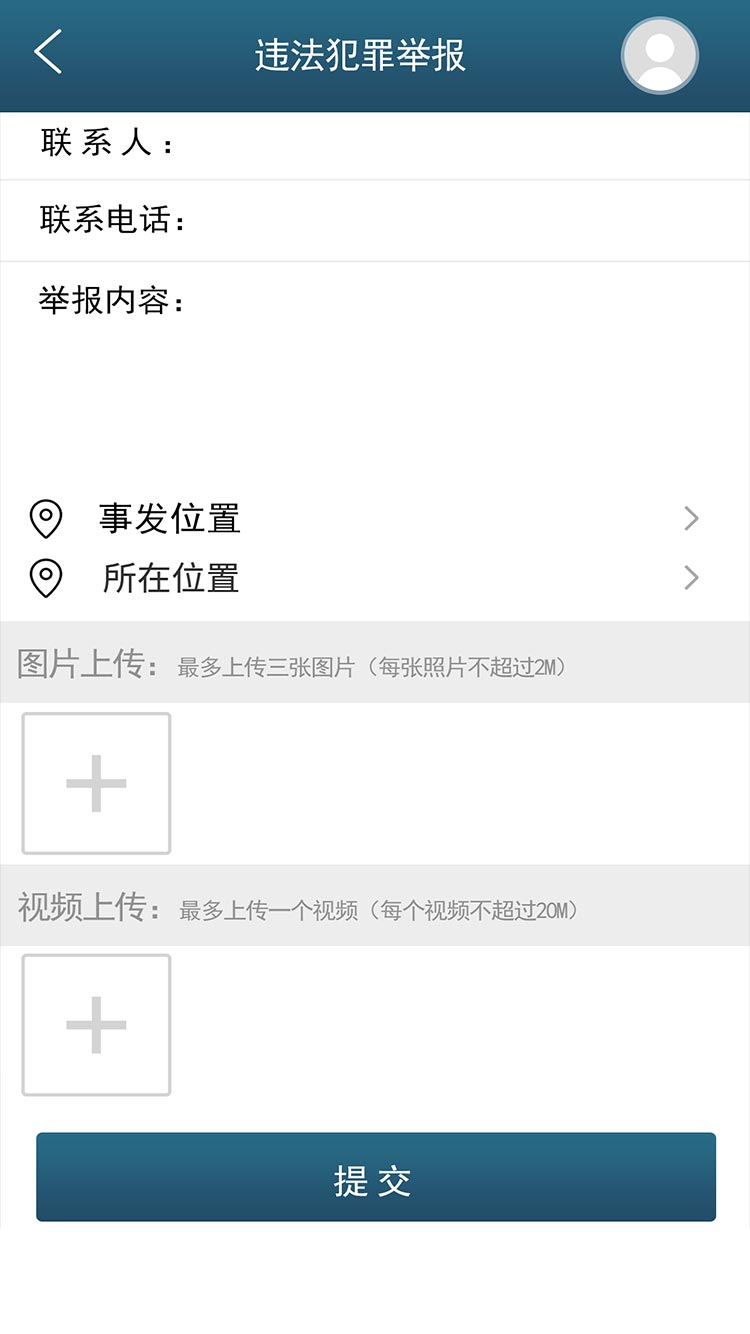 违法犯罪举报
联 系 人 ：
联系电话：
举报内容：
事发位置
所在位置
图片上传： 最多上传三张图片（每张照片不超过2M）
视频上传： 最多上传一个视频（每个视频不超过20M）
提 交